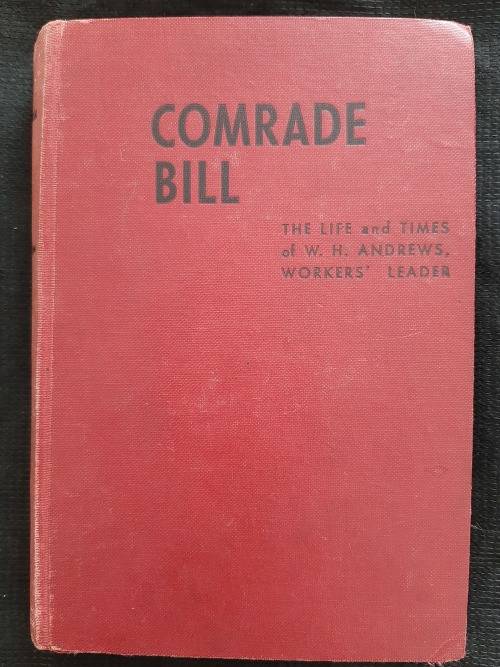 COMRADE
BILL
THE LIFE and TIMES
of W. H. ANDREWS,
WORKERS' LEADER